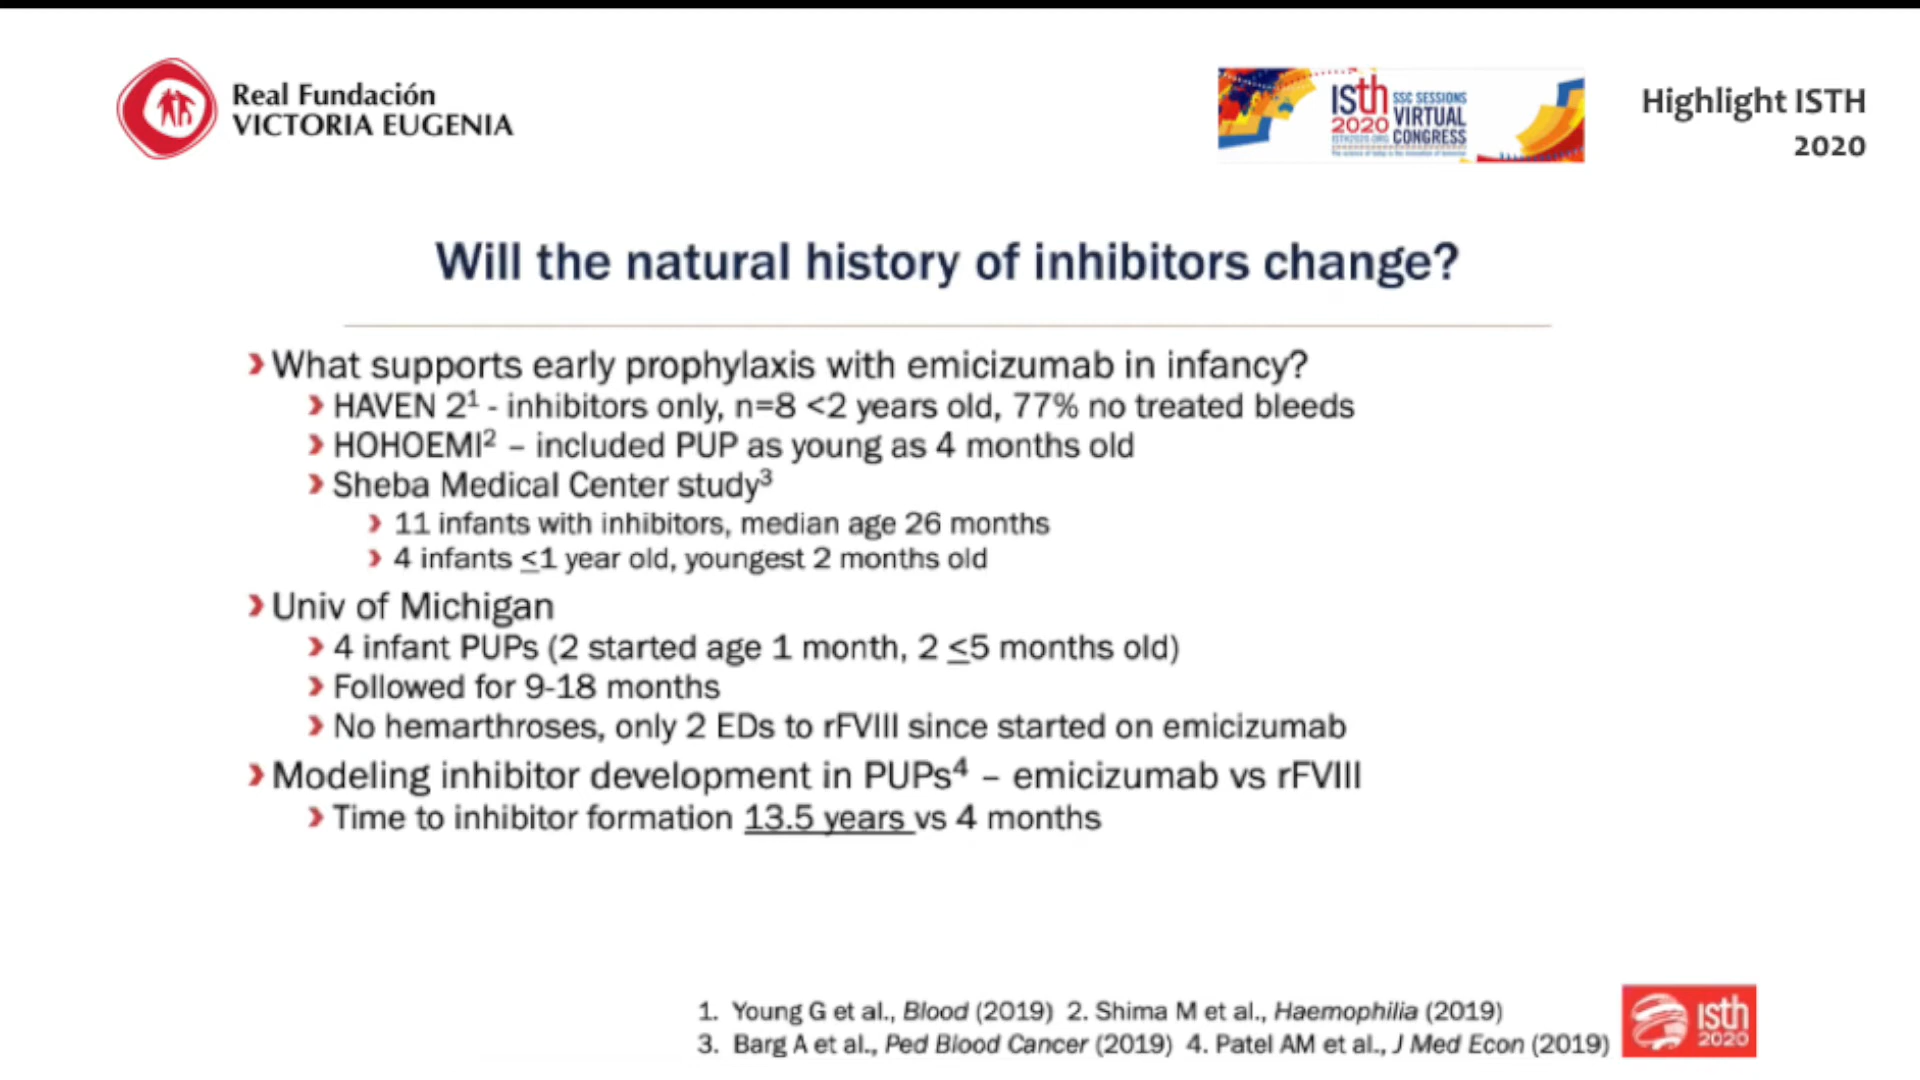 Real Fundación
VICTORIA EUGENIA
isth
2020
ISTH2020.ORG
SSC SESSIONS
VIRTUAL
CONGRESS
Highlight ISTH
2020
Will the natural history of inhibitors change?
What supports early prophylaxis with emicizumab in infancy?
HAVEN 2¹ - inhibitors only, n=8 <2 years old, 77% no treated bleeds
HOHOEMI² – included PUP as young as 4 months old
Sheba Medical Center study³
11 infants with inhibitors, median age 26 months
4 infants ≤1 year old, youngest 2 months old
Univ of Michigan
4 infant PUPs (2 started age 1 month, 2 ≤5 months old)
Followed for 9-18 months
No hemarthroses, only 2 EDs to rFVIII since started on emicizumab
Modeling inhibitor development in PUPs⁴ – emicizumab vs rFVIII
Time to inhibitor formation 13.5 years vs 4 months
1. Young G et al., Blood (2019) 2. Shima M et al., Haemophilia (2019)
3. Barg A et al., Ped Blood Cancer (2019) 4. Patel AM et al., J Med Econ (2019)
isth
2020